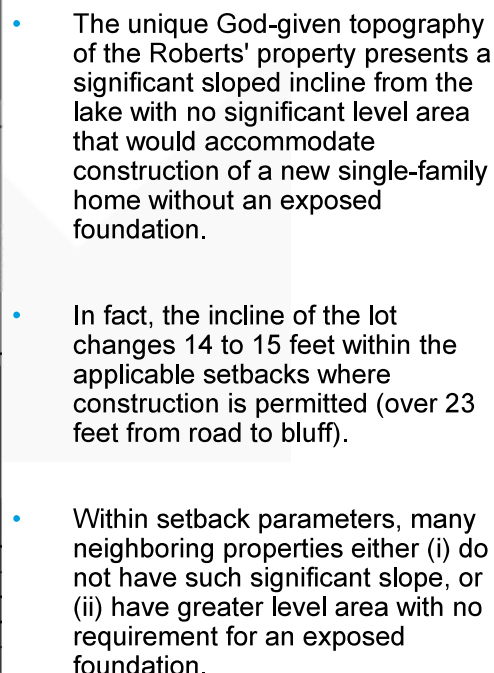 • The unique God-given topography
of the Roberts' property presents a
significant sloped incline from the
lake with no significant level area
that would accommodate
construction of a new single-family
home without an exposed
foundation.
• In fact, the incline of the lot
changes 14 to 15 feet within the
applicable setbacks where
construction is permitted (over 23
feet from road to bluff).
• Within setback parameters, many
neighboring properties either (i) do
not have such significant slope, or
(ii) have greater level area with no
requirement for an exposed
foundation.